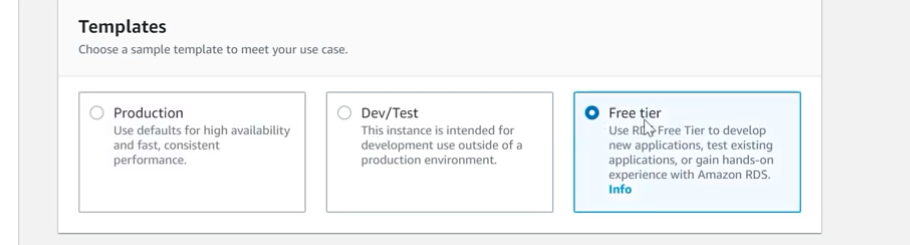 Templates
Choose a sample template to meet your use case.
Production
Use defaults for high availability
and fast, consistent
performance.
Dev/Test
This instance is intended for
development use outside of a
production environment.
Free tier
Use Free Tier to develop
new applications, test existing
applications, or gain hands-on
experience with Amazon RDS.
Info